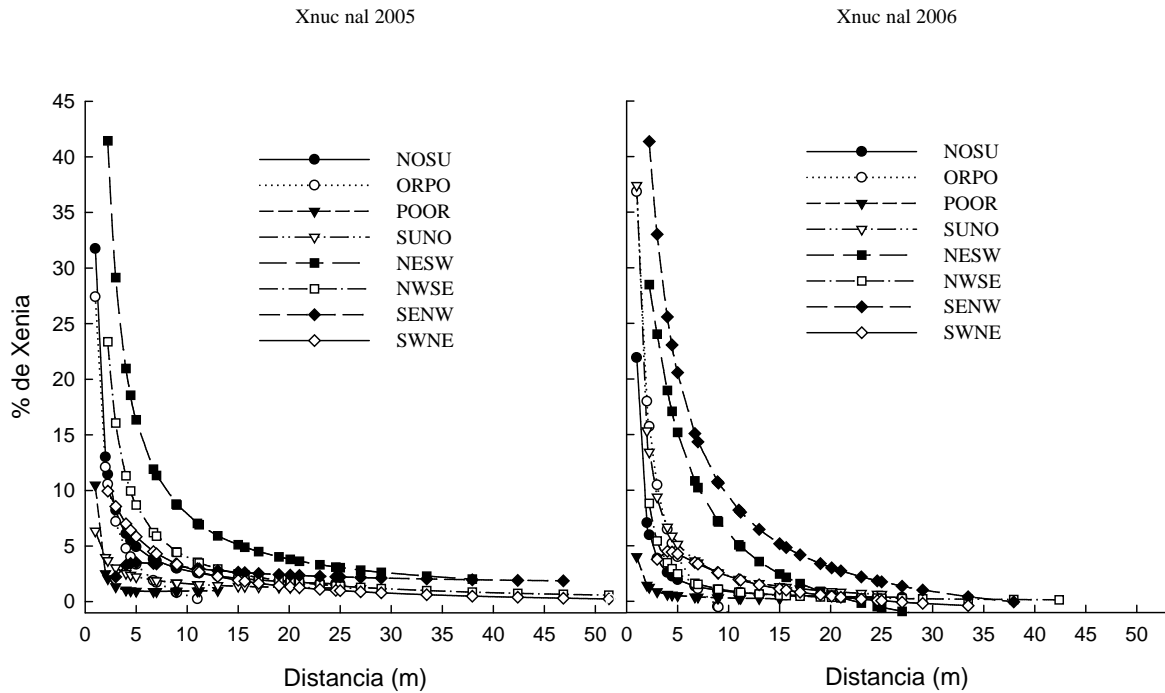 Xnuc nal 2005
Xnuc nal 2006
% de Xenia
45
40
35
30
25
20
15
10
5
0
NOSU
ORPO
POOR
SUNO
NESW
NWSE
SENW
SWNE
0 5 10 15 20 25 30 35 40 45 50
Distancia (m)
NOSU
ORPO
POOR
SUNO
NESW
NWSE
SENW
SWNE
0 5 10 15 20 25 30 35 40 45 50
Distancia (m)